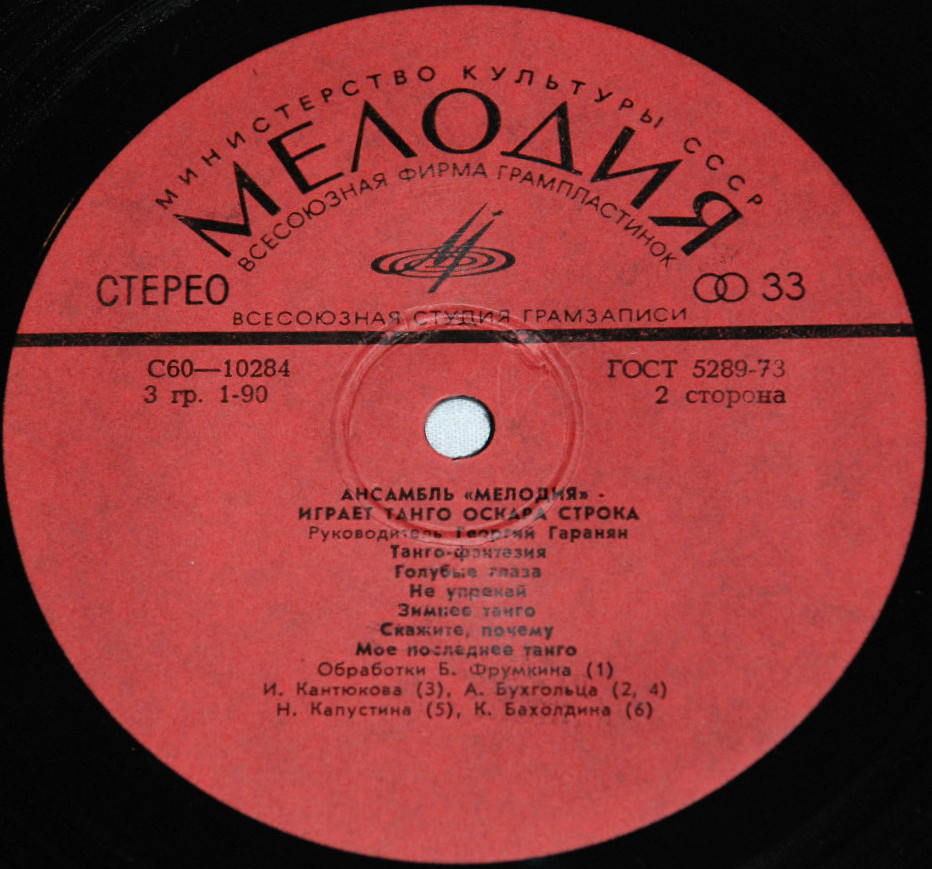 МИНИСТЕРСТВО КУЛЬТУРЫ СССР
МЕЛОДИЯ
ВСЕСОЮЗНАЯ ФИРМА ГРАМПЛАСТИНОК
СТЕРЕО
33
ВСЕСОЮЗНАЯ СТУДИЯ ГРАМЗАПИСИ
С60—10284
ГОСТ 5289-73
3 гр. 1-90
2 сторона
АНСАМБЛЬ «МЕЛОДИЯ» -
ИГРАЕТ ТАНГО ОСКАРА СТРОКА
Руководитель Георгий Гаранян
Танго-фантазия
Голубые глаза
Не упрекай
Зимнее танго
Скажите, почему
Мое последнее танго
Обработки Б. Фрумкина (1)
И. Кантюкова (3), А. Бухгольца (2, 4)
Н. Капустина (5), К. Бахолдина (6)